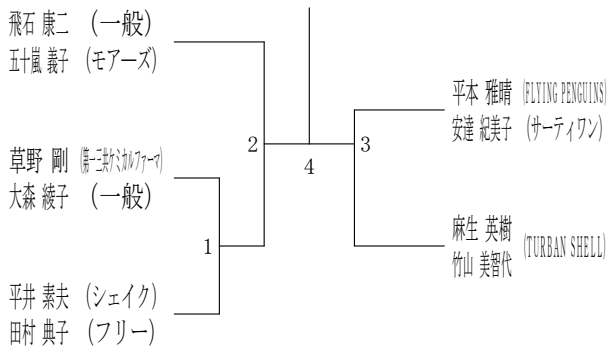 飛石 康二 (一般)
五十嵐 義子 (モアーズ)
草野 剛 (第一三共ケミカルファーマ)
大森 綾子 (一般)
平井 素夫 (シェイク)
田村 典子 (フリー)
1
2
4
3
平本 雅晴 (FLYING PENGUINS)
安達 紀美子 (サーティワン)
麻生 英樹
竹山 美智代
(TURBAN SHELL)